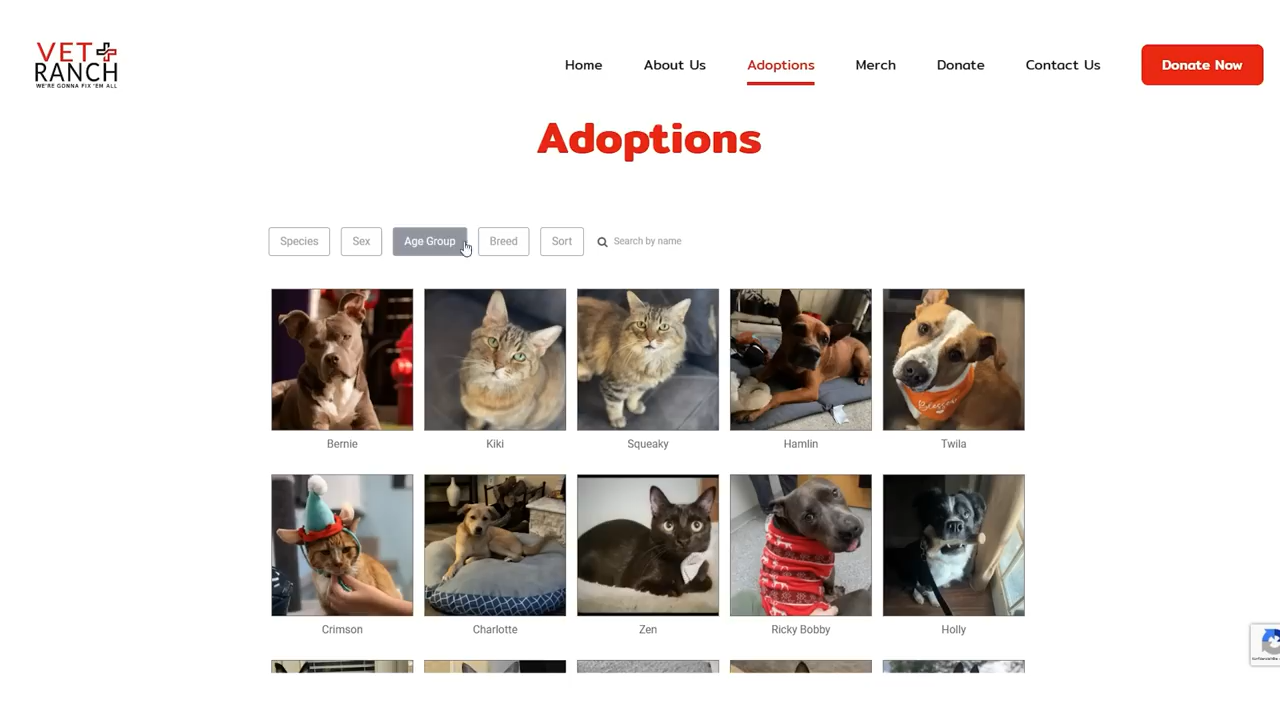 VET
RANCH
WE'RE GONNA FIX 'EM ALL
Home About Us Adoptions Merch Donate Contact Us Donate Now
Adoptions
Species Sex Age Group Breed Sort Search by name
Bernie Kiki Squeaky Hamlin Twila
Crimson Charlotte Zen Ricky Bobby Holly